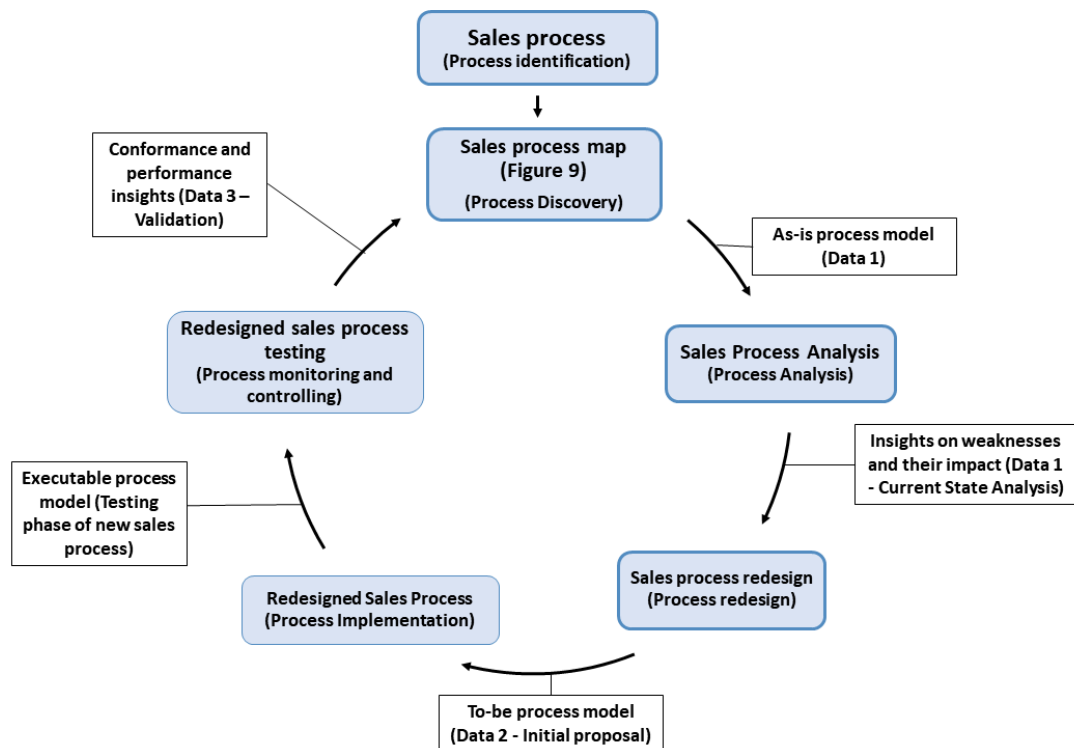 Sales process
(Process identification)
Sales process map
(Figure 9)
(Process Discovery)
Conformance and
performance
insights (Data 3 –
Validation)
As-is process model
(Data 1)
Redesigned sales process
testing
(Process monitoring and
controlling)
Sales Process Analysis
(Process Analysis)
Insights on weaknesses
and their impact (Data 1
- Current State Analysis)
Executable process
model (Testing
phase of new sales
process)
Sales process redesign
(Process redesign)
Redesigned Sales Process
(Process Implementation)
To-be process model
(Data 2 - Initial proposal)